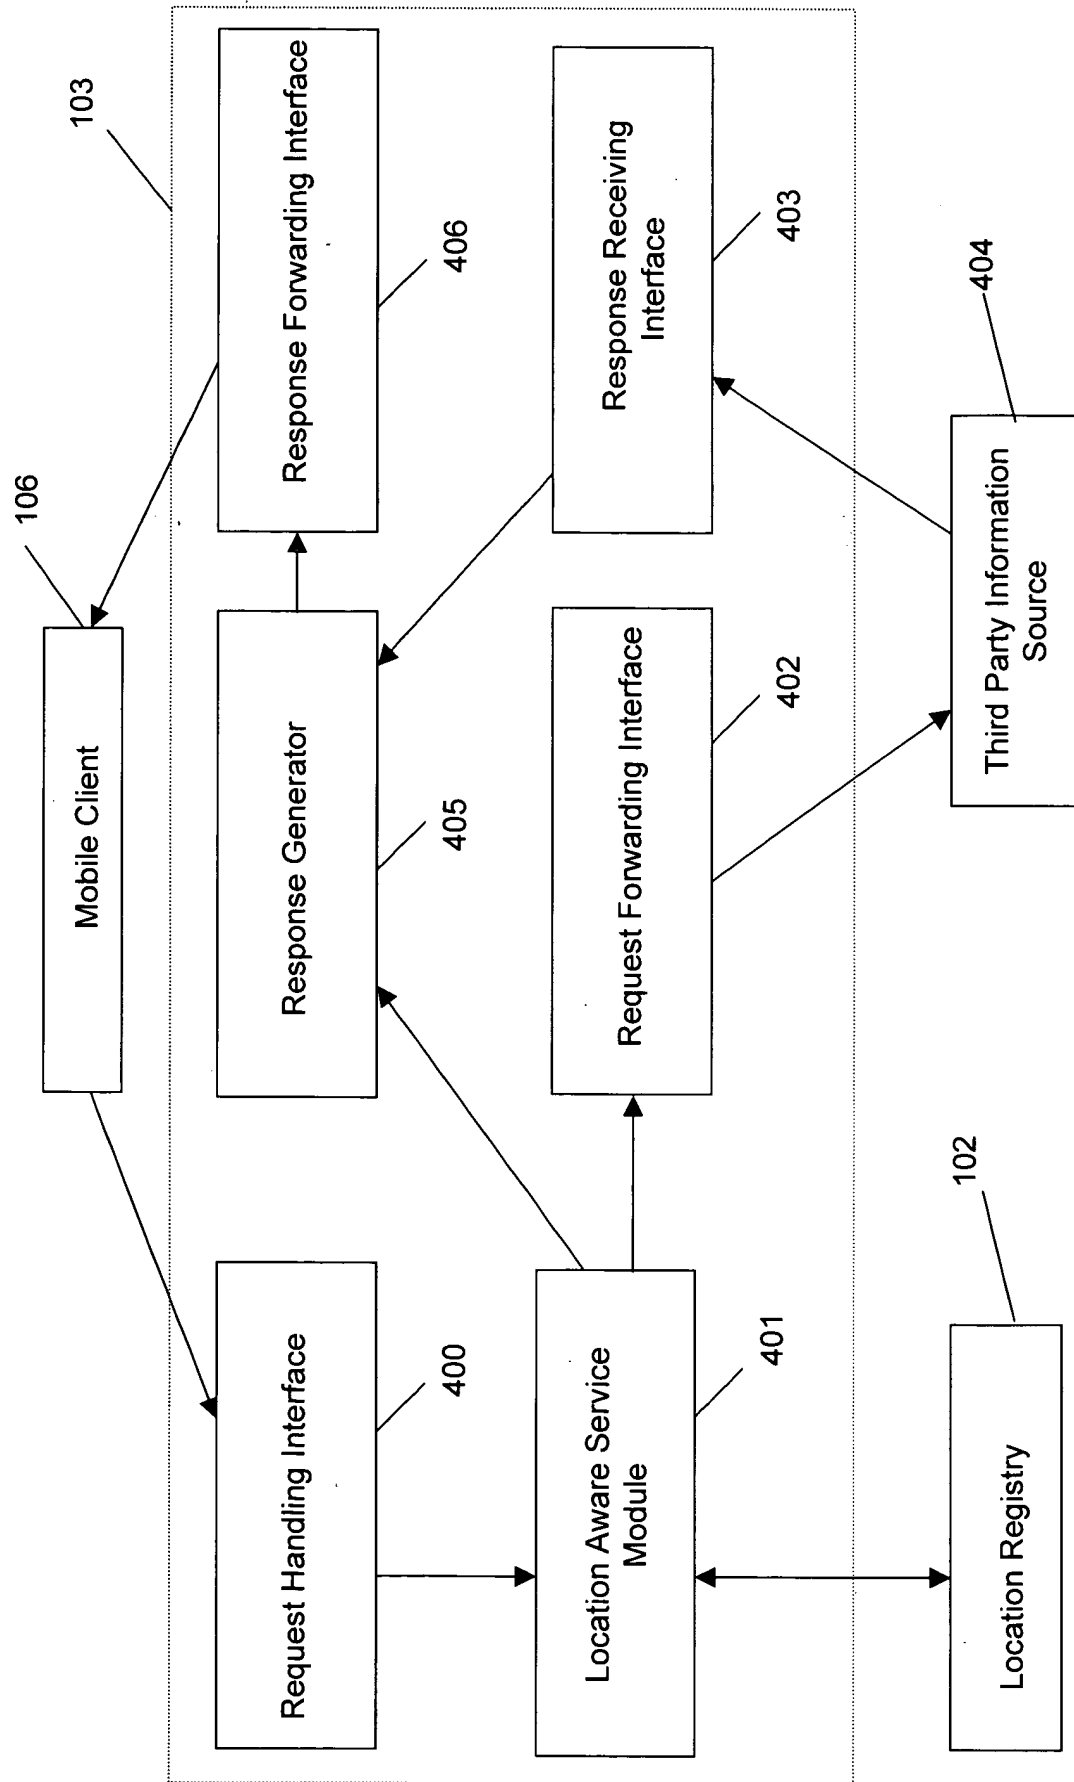 Mobile Client
106
103
Request Handling Interface
400
Response Generator
405
Response Forwarding Interface
406
Location Aware Service
Module
401
Request Forwarding Interface
402
Response Receiving
Interface
403
Location Registry
102
Third Party Information
Source
404